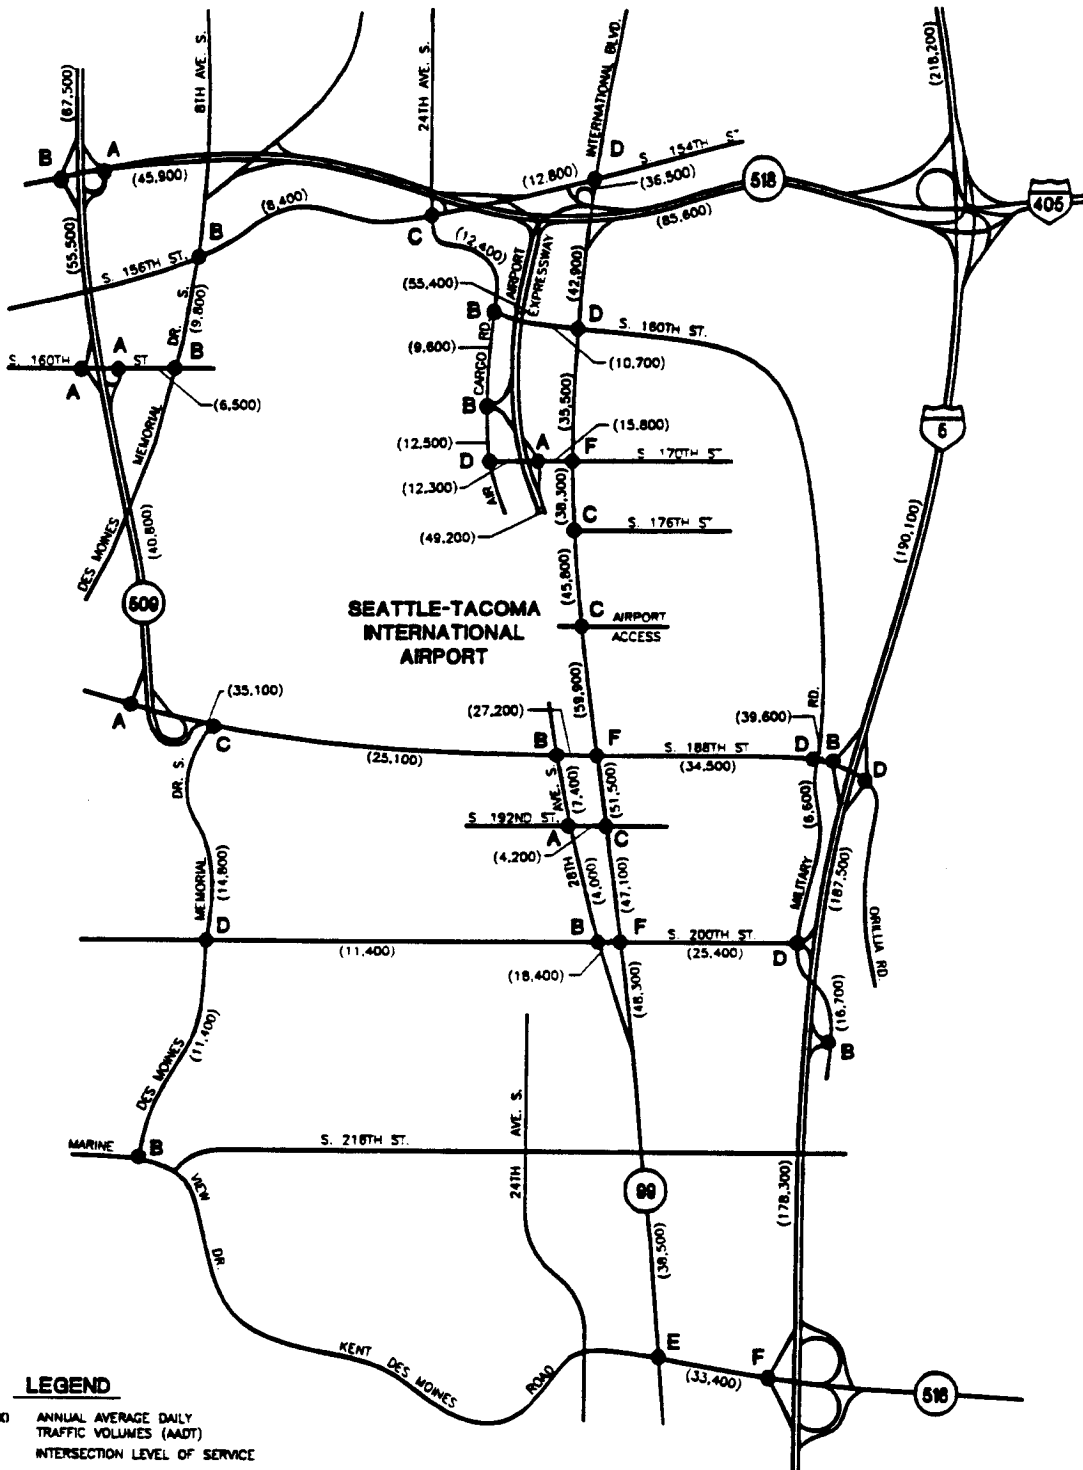 (67,500)
8TH AVE. S.
24TH AVE. S.
INTERNATIONAL BLVD.
(218,200)
B
A
(45,900)
(12,800)
D
S. 154TH ST
(36,500)
518
405
(8,400)
(85,600)
C
(12,400)
(55,500)
B
S. 156TH ST.
AIRPORT
EXPRESSWAY
(42,900)
(55,400)
(9,800)
DR. S.
B
D
S. 160TH ST.
(9,600)
CARGO RD.
(10,700)
S. 160TH ST
A
A
B
(6,500)
B
(35,500)
5
(15,800)
MEMORIAL
(12,500)
D
A
F
S. 170TH ST
(12,300)
AIR
(38,300)
(49,200)
C
S. 176TH ST
(190,100)
(40,800)
DES MOINES
(45,800)
509
SEATTLE-TACOMA
INTERNATIONAL
AIRPORT
C
AIRPORT
ACCESS
(35,100)
(59,900)
A
C
(27,200)
(39,600)
RD.
B
F
S. 188TH ST
D
B
(25,100)
(34,500)
D
DR. S.
AVE. S.
(7,400)
(51,500)
(6,600)
S. 192ND ST.
A
C
(4,200)
28TH
(4,000)
(47,100)
MILITARY
(187,500)
MEMORIAL
(14,800)
ORILLIA RD.
D
B
F
S. 200TH ST.
D
(11,400)
(18,400)
(25,400)
(48,300)
(16,700)
B
(11,400)
DES MOINES
24TH AVE. S.
MARINE
B
S. 216TH ST.
VIEW
DR.
99
(178,300)
(38,500)
KENT DES MOINES ROAD
E
F
(33,400)
516
LEGEND
ANNUAL AVERAGE DAILY
TRAFFIC VOLUMES (AADT)
INTERSECTION LEVEL OF SERVICE